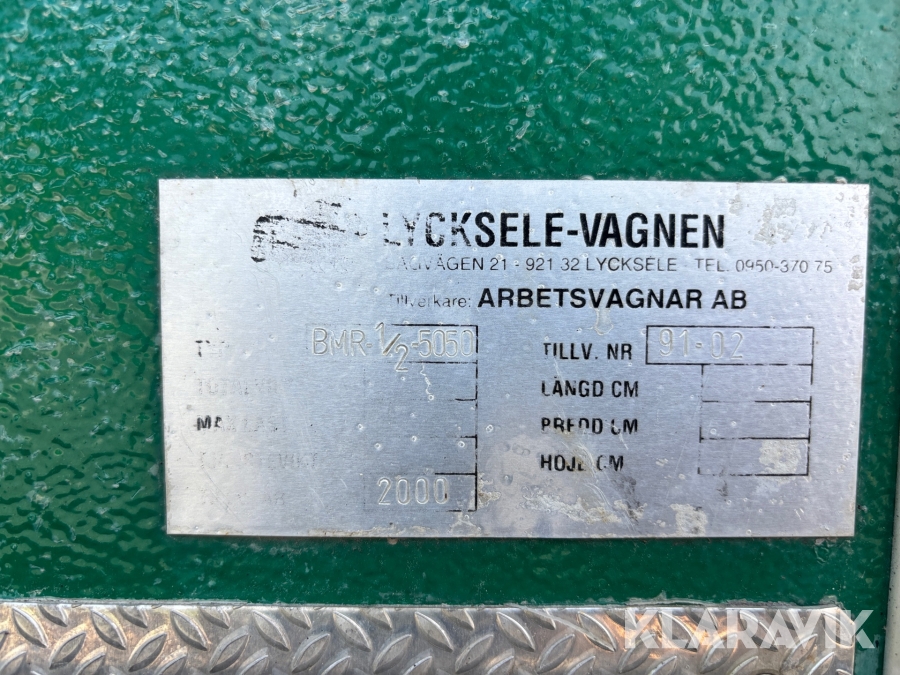 LYCKSELE-VAGNEN
21 - 921 32 LYCKSELE TEL. 0950-370 75
Tillverkare: ARBETSVAGNAR AB
BMR-1/2-5050 TILLV. NR 91-02
LÄNGD CM
BREDD CM
HÖJD CM
2000
KLARAVIK